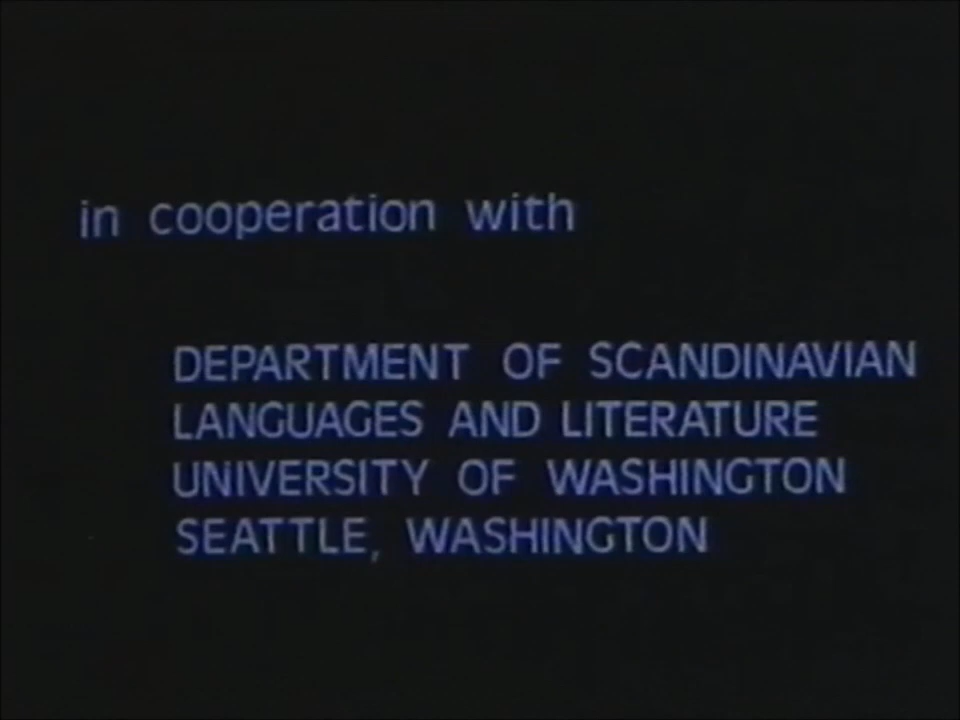 in cooperation with
DEPARTMENT OF SCANDINAVIAN
LANGUAGES AND LITERATURE
UNIVERSITY OF WASHINGTON
SEATTLE, WASHINGTON